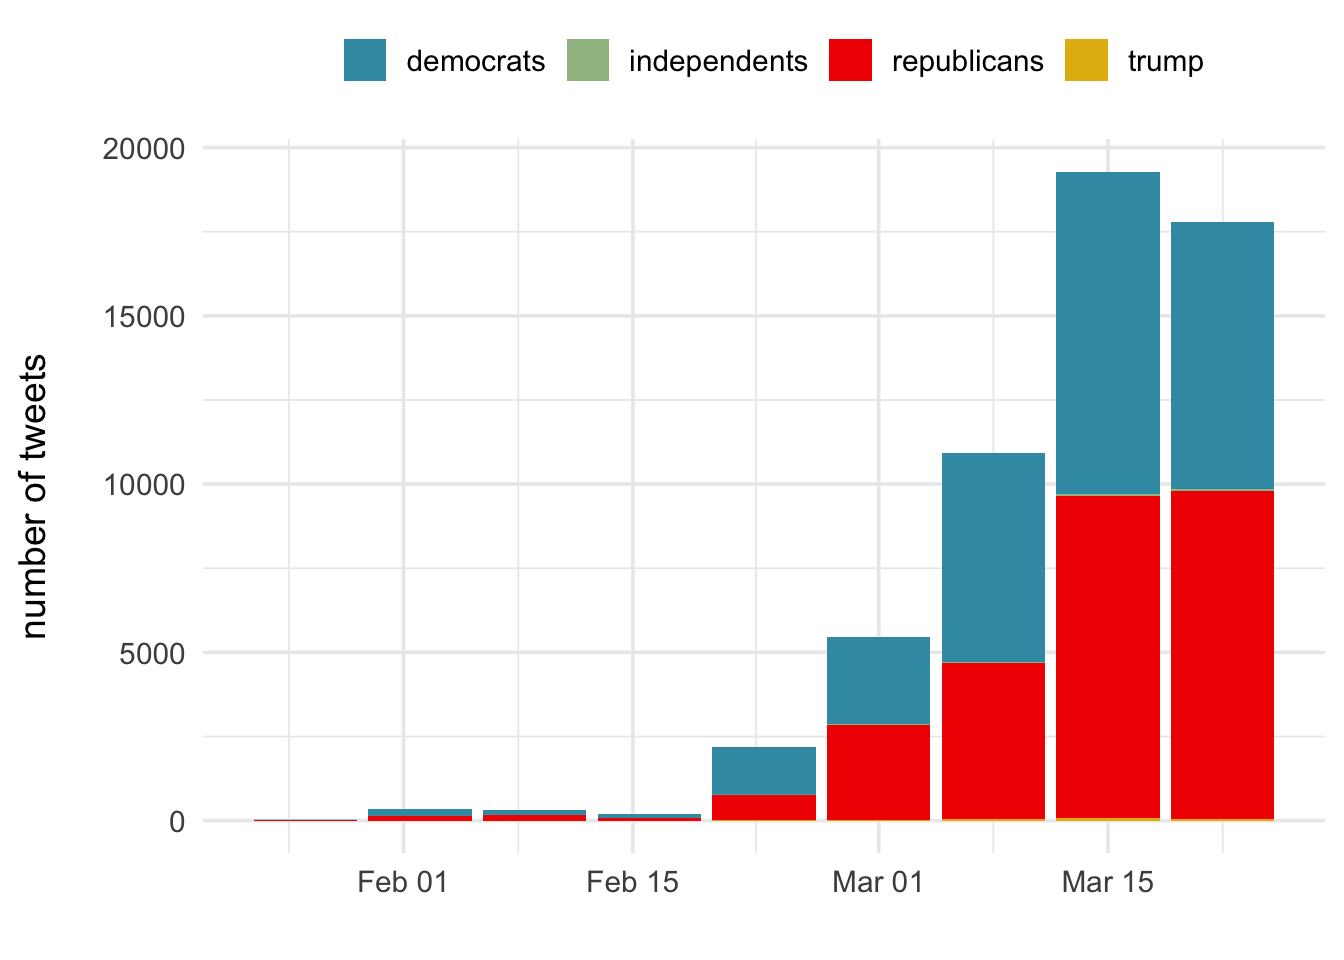 democrats independents republicans trump
20000
15000
10000
5000
0
number of tweets
Feb 01 Feb 15 Mar 01 Mar 15